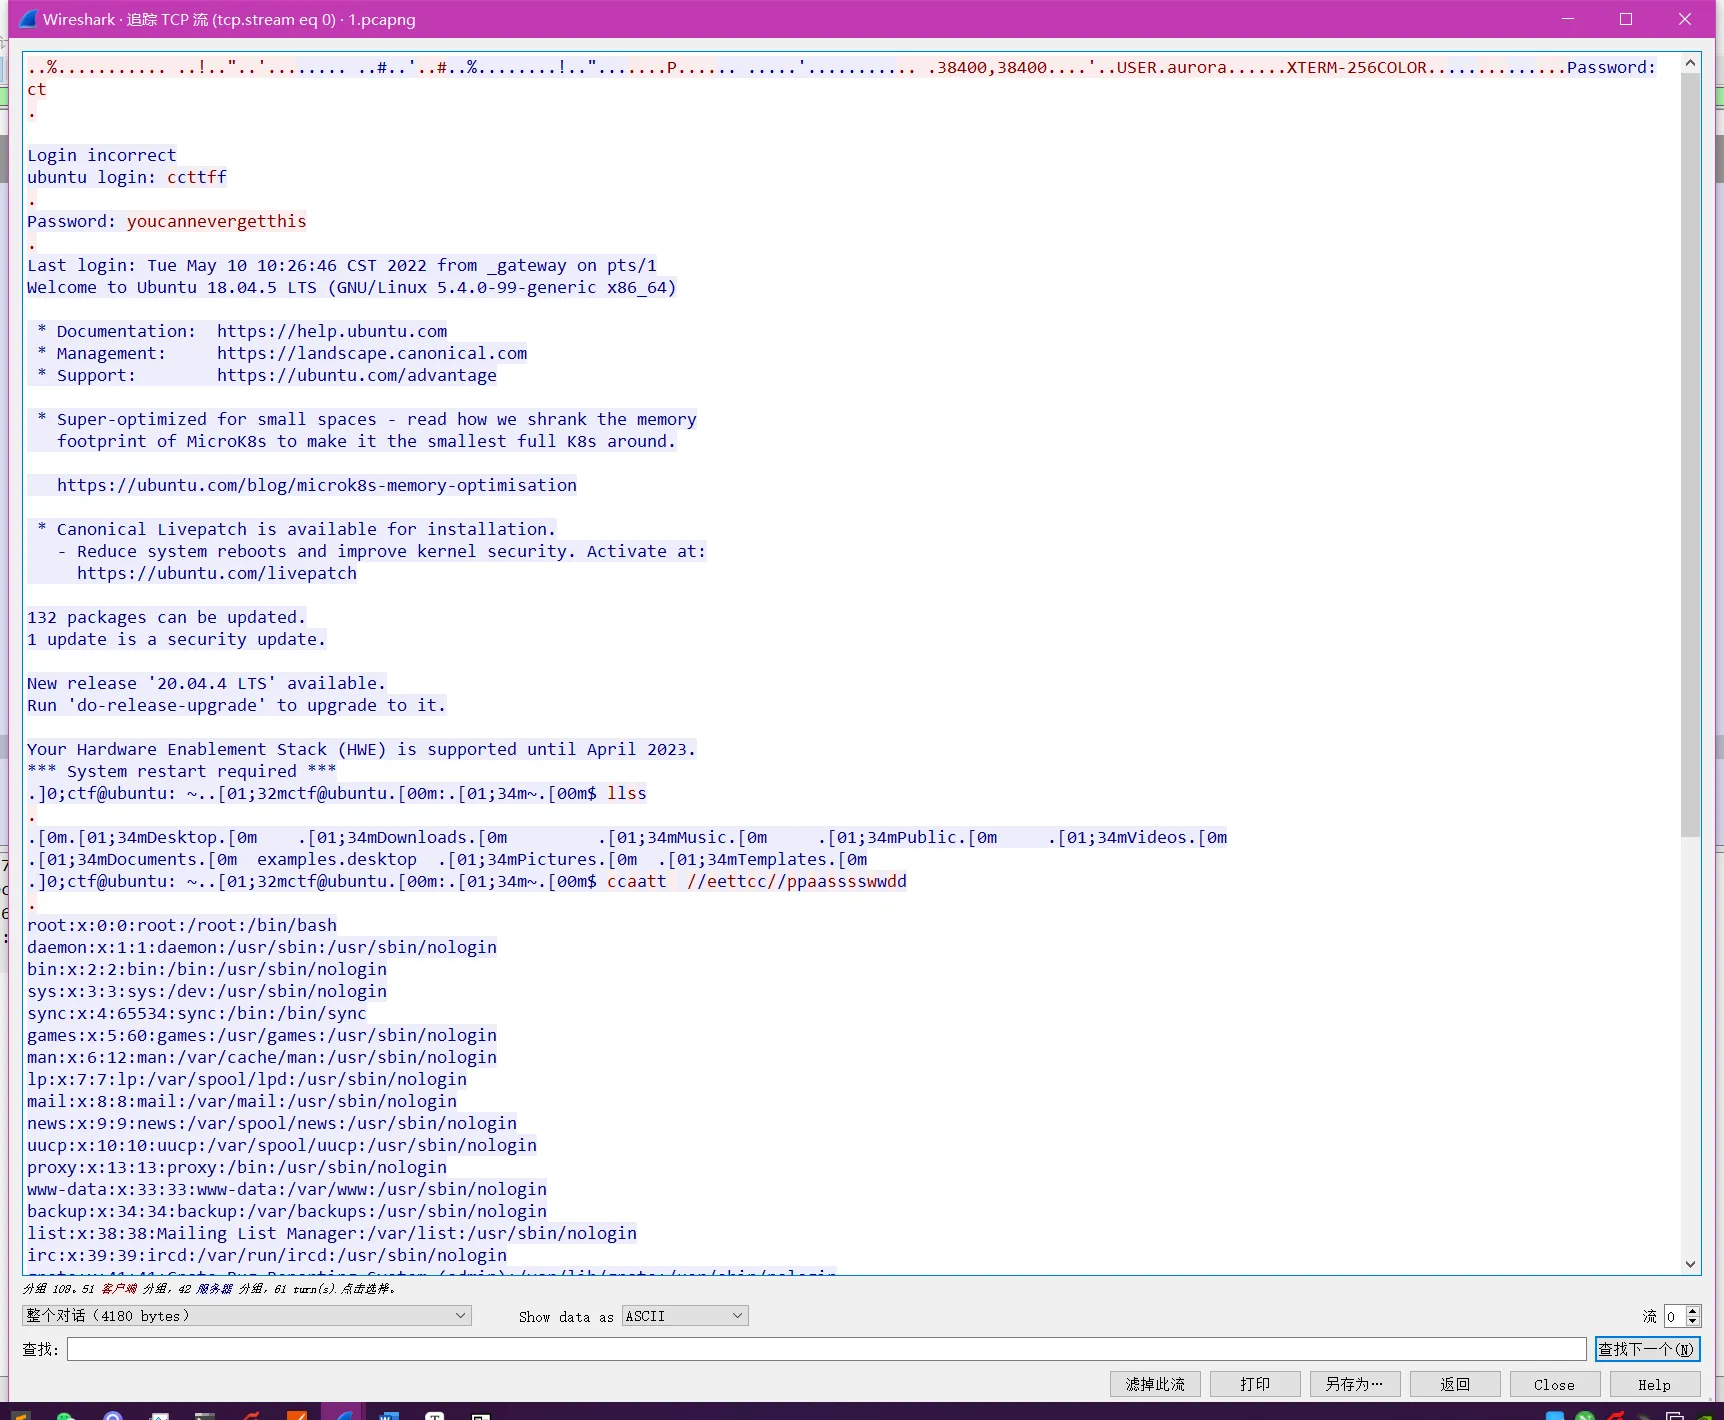 Wireshark · 追踪 TCP 流 (tcp.stream eq 0) · 1.pcapng
..%........... ..!.."..'........ ..#..'..#..%........!..".......P...... .....'........... .38400,38400....'..USER.aurora......XTERM-256COLOR..............Password:
ct
.
Login incorrect
ubuntu login: ccttff
.
Password: youcannevergetthis
.
Last login: Tue May 10 10:26:46 CST 2022 from _gateway on pts/1
Welcome to Ubuntu 18.04.5 LTS (GNU/Linux 5.4.0-99-generic x86_64)
* Documentation:  https://help.ubuntu.com
* Management:     https://landscape.canonical.com
* Support:        https://ubuntu.com/advantage
* Super-optimized for small spaces - read how we shrank the memory
footprint of MicroK8s to make it the smallest full K8s around.
https://ubuntu.com/blog/microk8s-memory-optimisation
* Canonical Livepatch is available for installation.
- Reduce system reboots and improve kernel security. Activate at:
https://ubuntu.com/livepatch
132 packages can be updated.
1 update is a security update.
New release '20.04.4 LTS' available.
Run 'do-release-upgrade' to upgrade to it.
Your Hardware Enablement Stack (HWE) is supported until April 2023.
*** System restart required ***
.]0;ctf@ubuntu: ~..[01;32mctf@ubuntu.[00m:.[01;34m~.[00m$ llss
.
.[0m.[01;34mDesktop.[0m    .[01;34mDownloads.[0m         .[01;34mMusic.[0m     .[01;34mPublic.[0m     .[01;34mVideos.[0m
.[01;34mDocuments.[0m  examples.desktop  .[01;34mPictures.[0m  .[01;34mTemplates.[0m
.]0;ctf@ubuntu: ~..[01;32mctf@ubuntu.[00m:.[01;34m~.[00m$ ccaatt  //eettcc//ppaasssswwdd
.
root:x:0:0:root:/root:/bin/bash
daemon:x:1:1:daemon:/usr/sbin:/usr/sbin/nologin
bin:x:2:2:bin:/bin:/usr/sbin/nologin
sys:x:3:3:sys:/dev:/usr/sbin/nologin
sync:x:4:65534:sync:/bin:/bin/sync
games:x:5:60:games:/usr/games:/usr/sbin/nologin
man:x:6:12:man:/var/cache/man:/usr/sbin/nologin
lp:x:7:7:lp:/var/spool/lpd:/usr/sbin/nologin
mail:x:8:8:mail:/var/mail:/usr/sbin/nologin
news:x:9:9:news:/var/spool/news:/usr/sbin/nologin
uucp:x:10:10:uucp:/var/spool/uucp:/usr/sbin/nologin
proxy:x:13:13:proxy:/bin:/usr/sbin/nologin
www-data:x:33:33:www-data:/var/www:/usr/sbin/nologin
backup:x:34:34:backup:/var/backups:/usr/sbin/nologin
list:x:38:38:Mailing List Manager:/var/list:/usr/sbin/nologin
irc:x:39:39:ircd:/var/run/ircd:/usr/sbin/nologin
分组 108。51 客户端 分组，42 服务器 分组，61 turn(s).点击选择。
整个对话（4180 bytes） Show data as ASCII 流 0
查找: 查找下一个(N)
滤掉此流 打印 另存为… 返回 Close Help